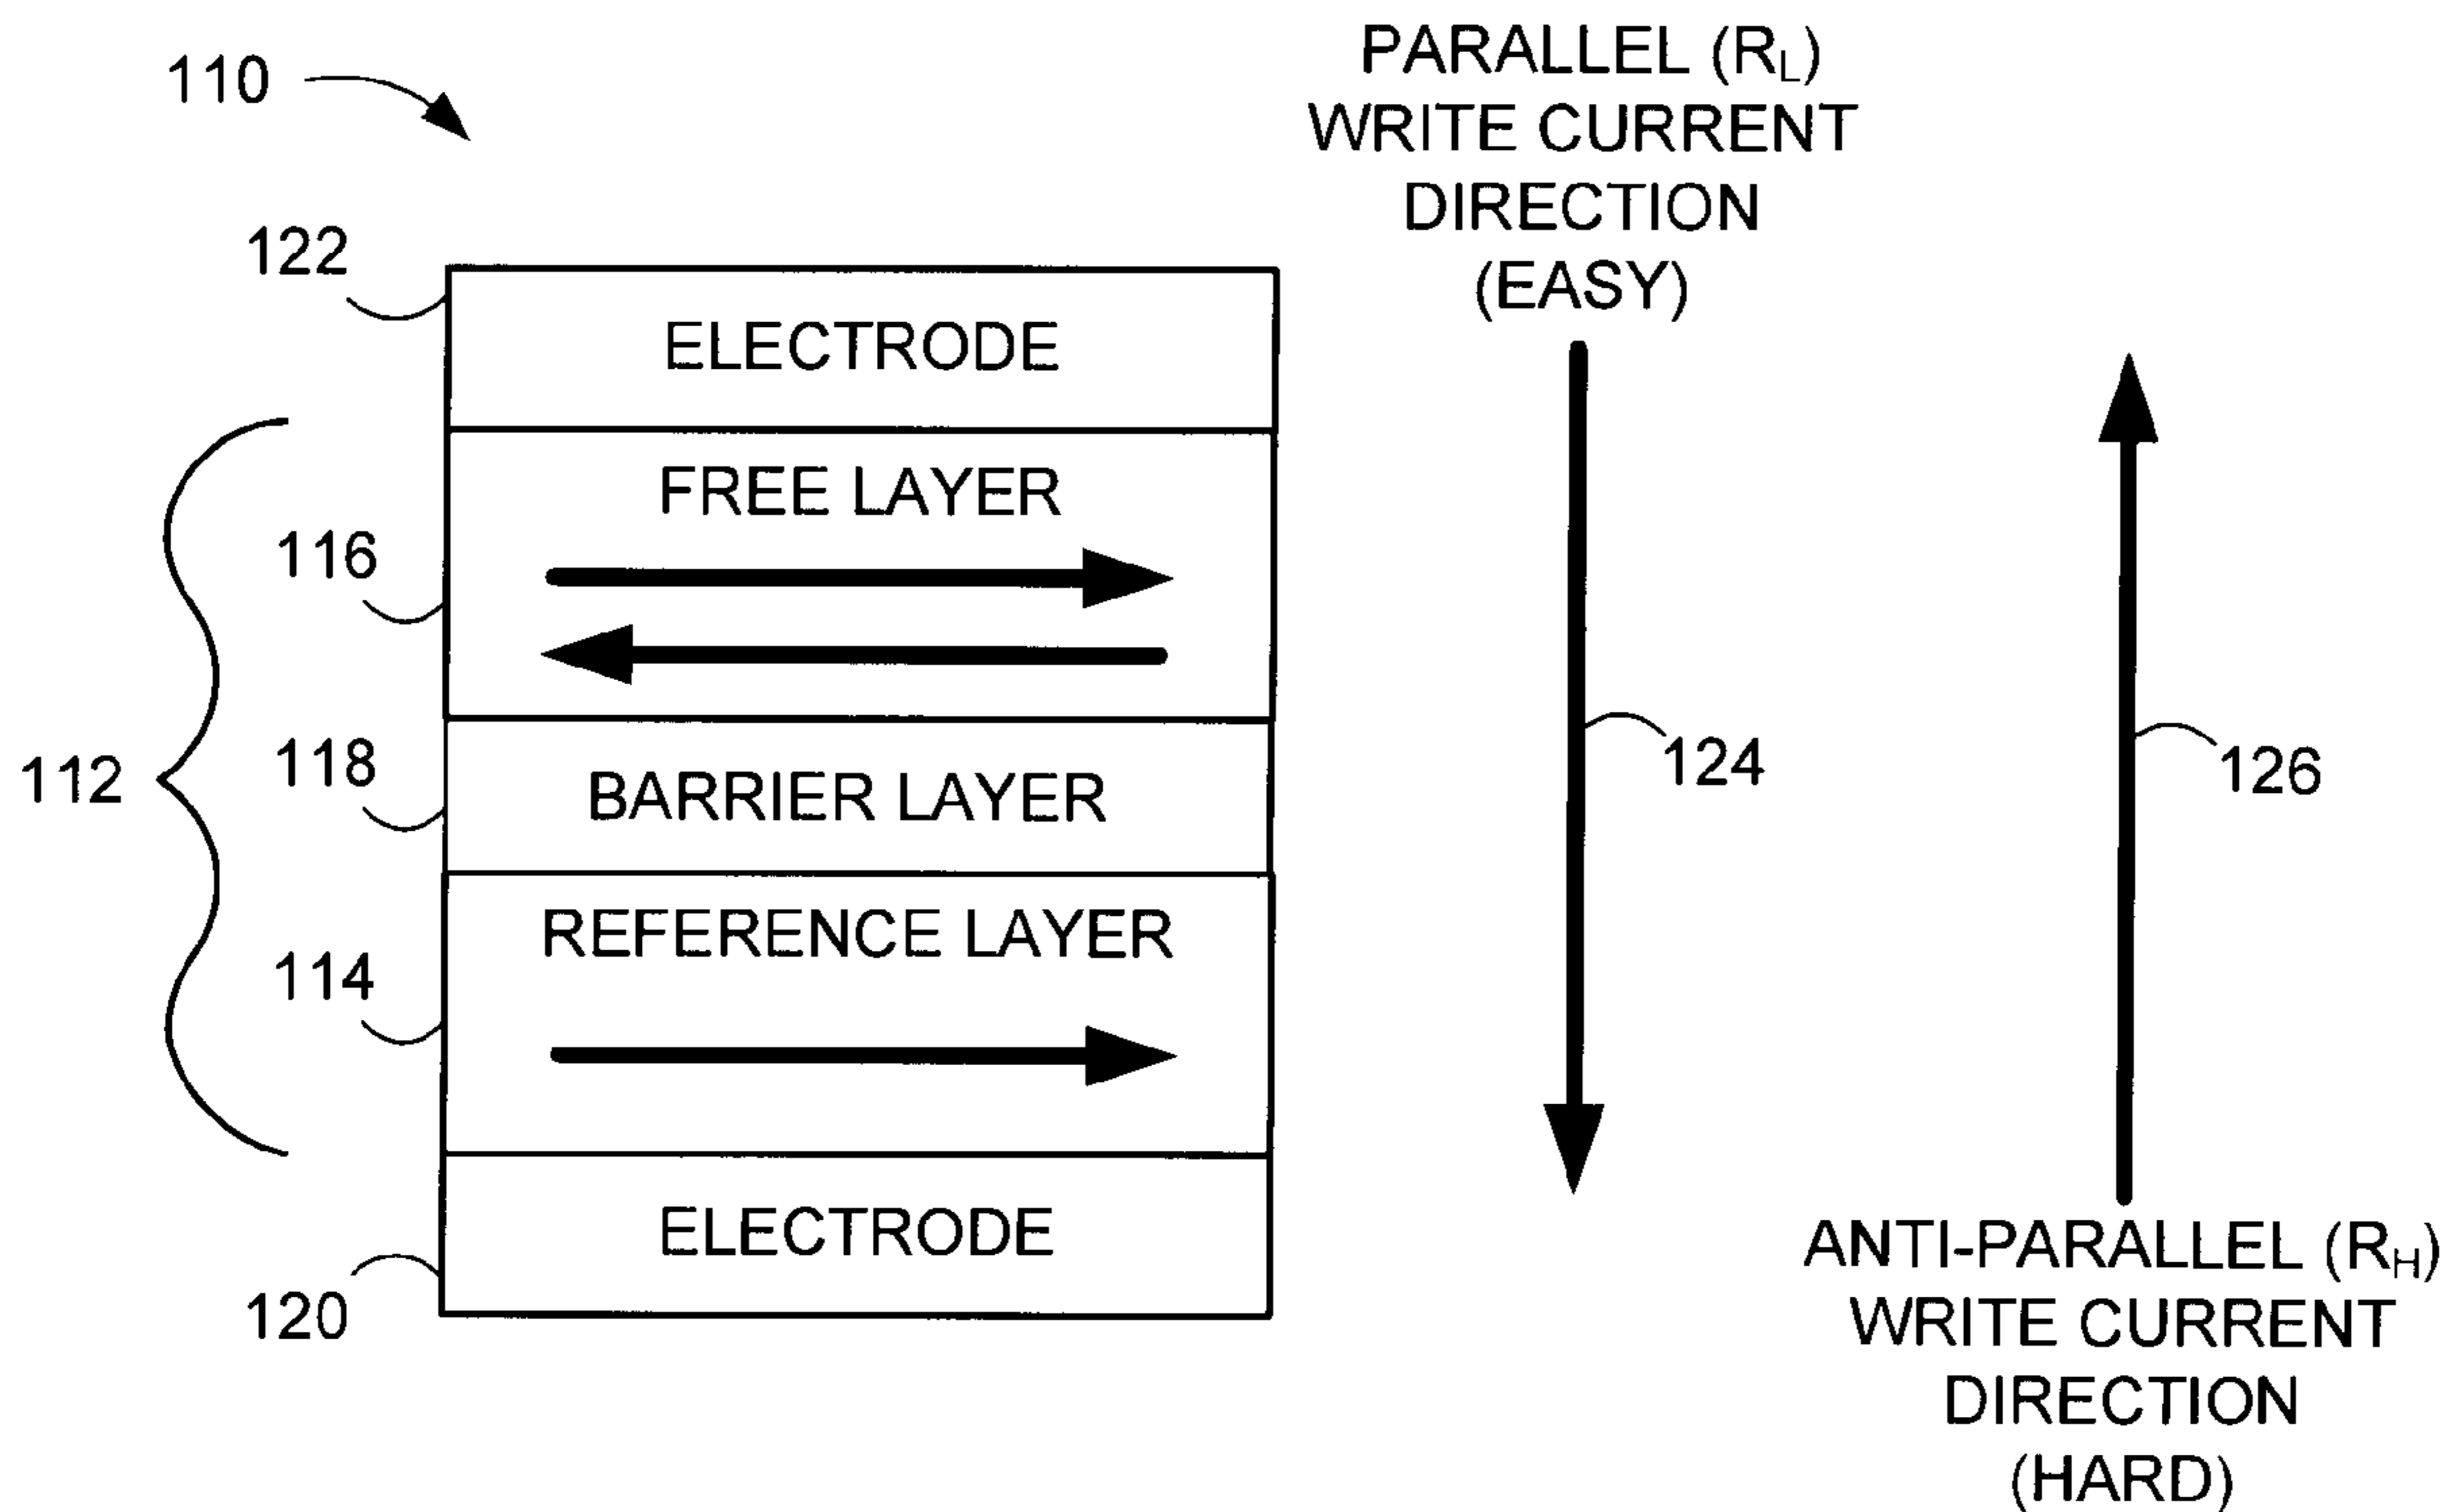 110
PARALLEL (RL)
WRITE CURRENT
DIRECTION
(EASY)
122
ELECTRODE
FREE LAYER
116
112
118
BARRIER LAYER
124
126
REFERENCE LAYER
114
ELECTRODE
120
ANTI-PARALLEL (RH)
WRITE CURRENT
DIRECTION
(HARD)